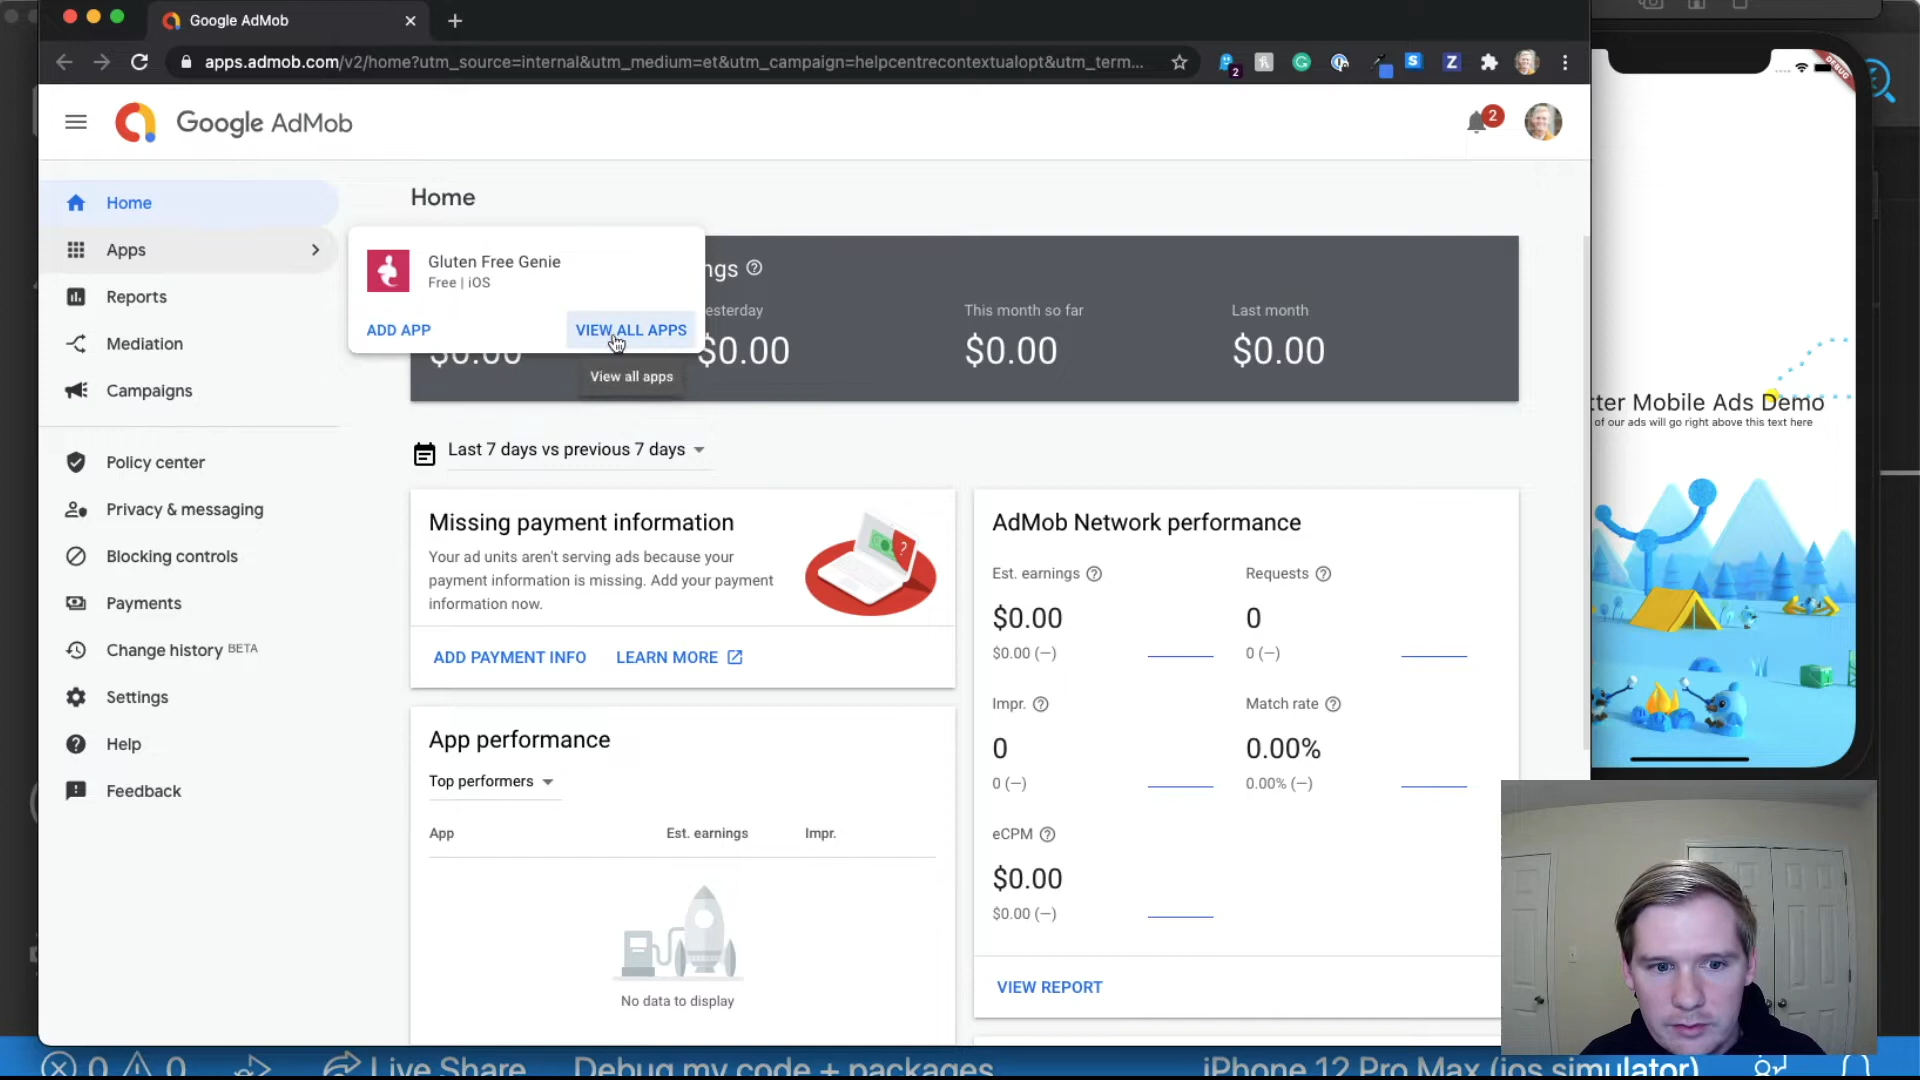 Google AdMob
apps.admob.com/v2/home?utm_source=internal&utm_medium=et&utm_campaign=helpcentrecontextualopt&utm_term...
2
Z
Google AdMob
2
DEBUG
Home
Apps
Reports
Mediation
Campaigns
Policy center
Privacy & messaging
Blocking controls
Payments
Change history BETA
Settings
Help
Feedback
Home
Gluten Free Genie
Free | iOS
ADD APP
VIEW ALL APPS
View all apps
ngs
esterday
This month so far
Last month
$0.00
$0.00
$0.00
$0.00
Last 7 days vs previous 7 days
Missing payment information
Your ad units aren't serving ads because your
payment information is missing. Add your payment
information now.
ADD PAYMENT INFO
LEARN MORE
App performance
Top performers
App
Est. earnings
Impr.
No data to display
AdMob Network performance
Est. earnings
Requests
$0.00
0
$0.00 (—)
0 (—)
Impr.
Match rate
0
0.00%
0 (—)
0.00% (—)
eCPM
$0.00
$0.00 (—)
VIEW REPORT
tter Mobile Ads Demo
of our ads will go right above this text here
0
0
Live Share
Debug my code + packages
iPhone 12 Pro Max (ios simulator)